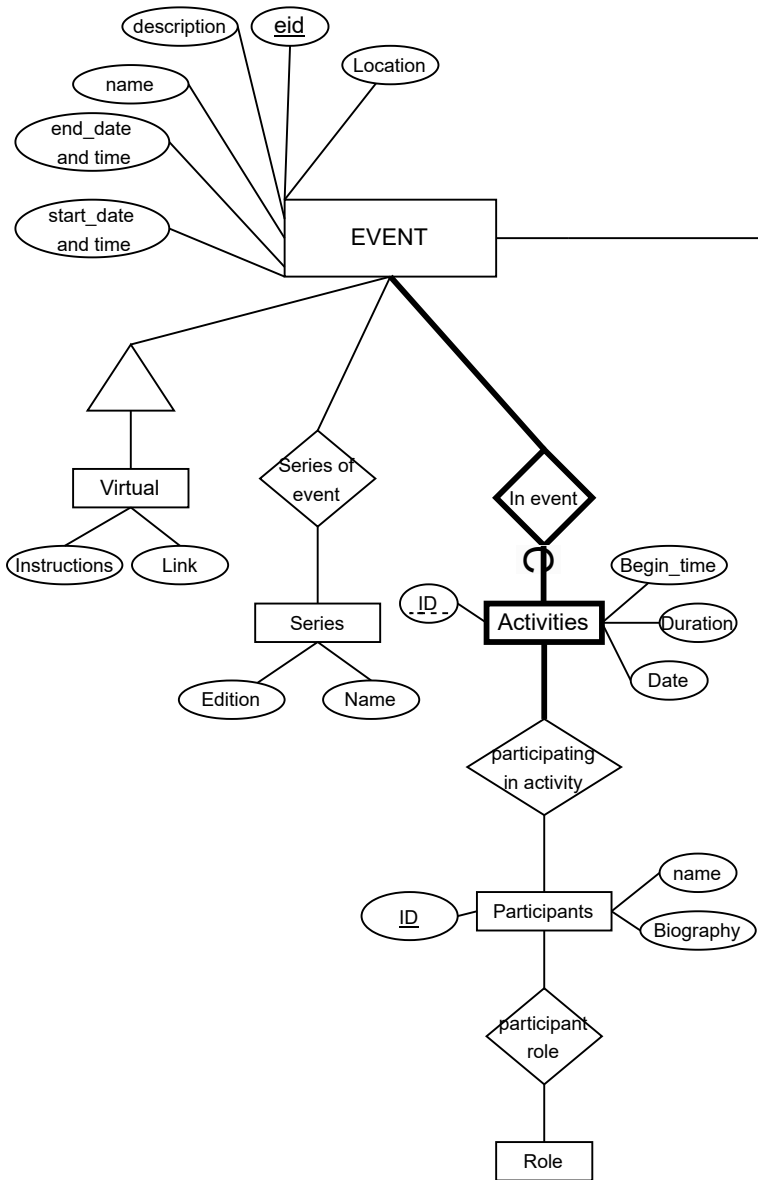 description
eid
Location
name
end_date
and time
start_date
and time
EVENT
Virtual
Instructions
Link
Series of
event
In event
Series
Edition
Name
ID
Activities
Begin_time
Duration
Date
participating
in activity
ID
Participants
name
Biography
participant
role
Role